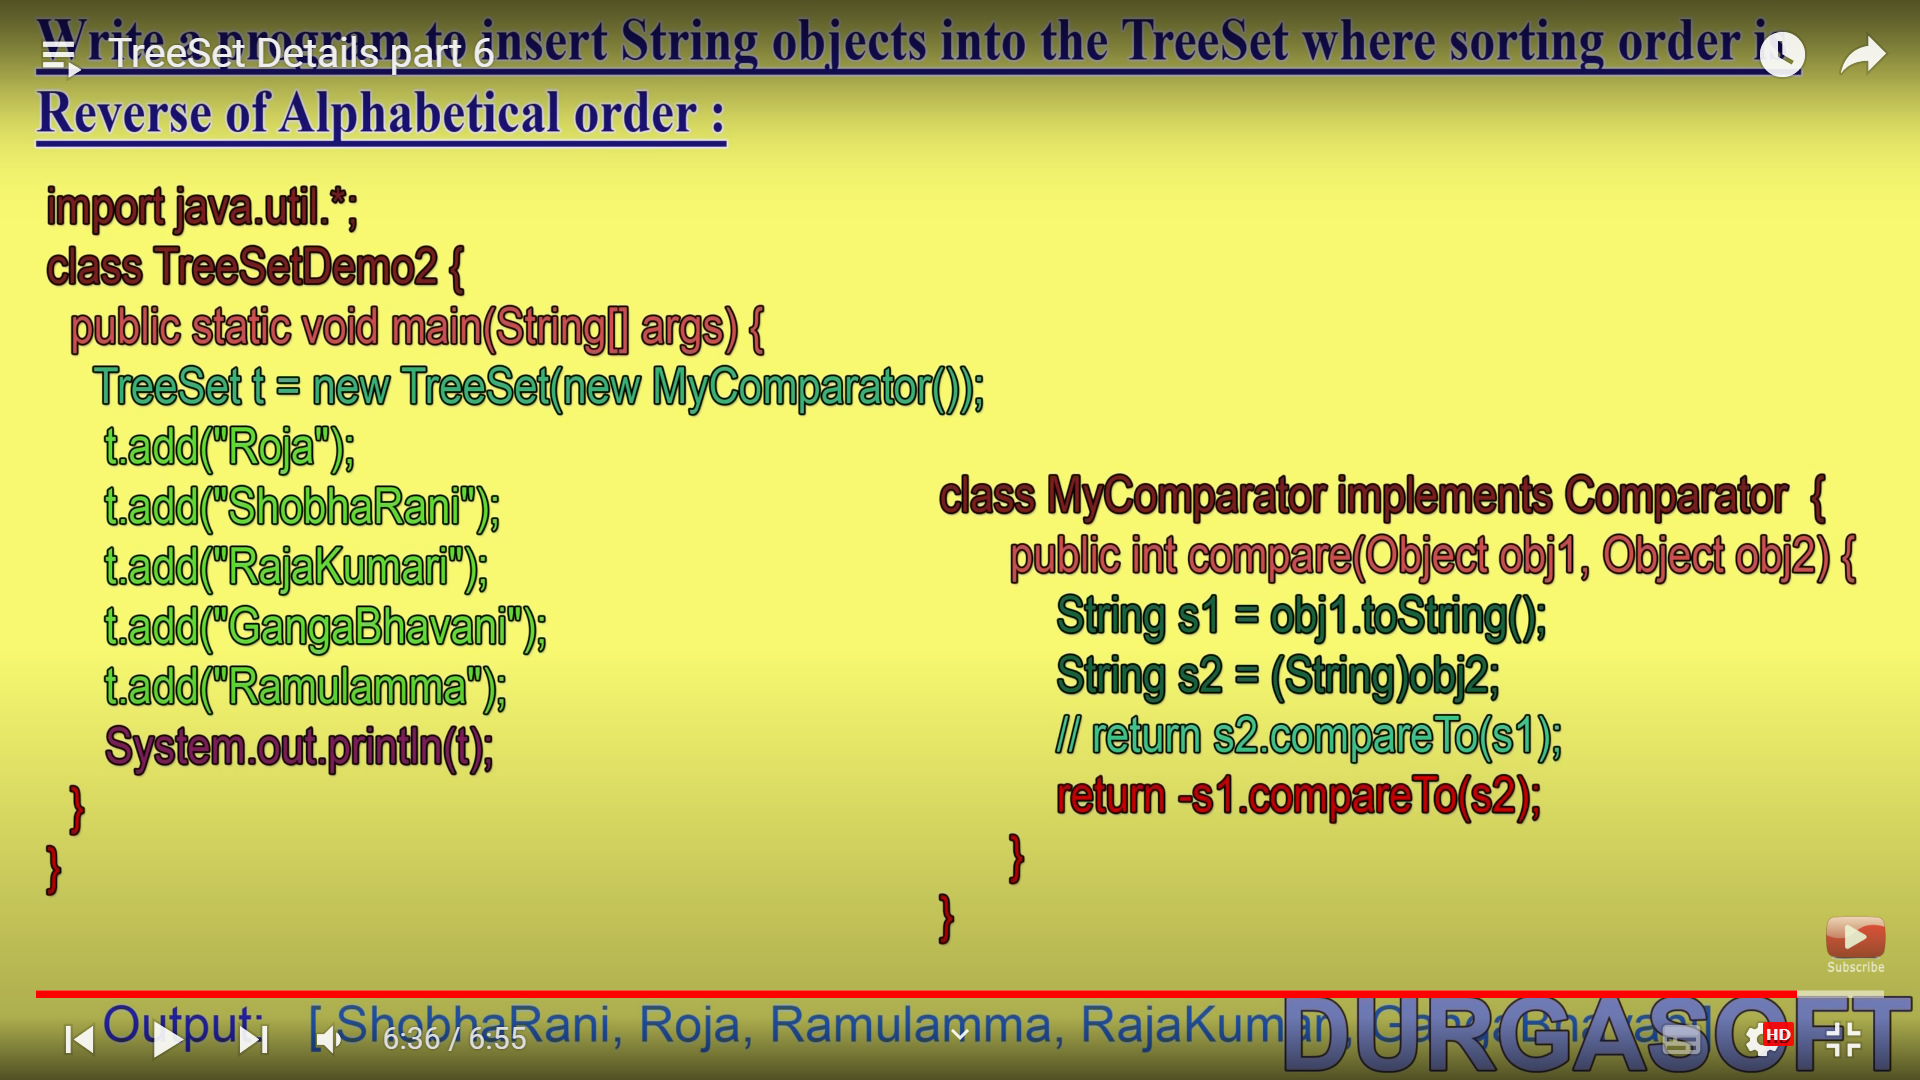 Write a program to insert String objects into the TreeSet where sorting order is
TreeSet Details part 6
Reverse of Alphabetical order :
import java.util.*;
class TreeSetDemo2 {
public static void main(String[] args) {
TreeSet t = new TreeSet(new MyComparator());
t.add("Roja");
t.add("ShobhaRani");
t.add("RajaKumari");
t.add("GangaBhavani");
t.add("Ramulamma");
System.out.println(t);
}
}
class MyComparator implements Comparator {
public int compare(Object obj1, Object obj2) {
String s1 = obj1.toString();
String s2 = (String)obj2;
// return s2.compareTo(s1);
return -s1.compareTo(s2);
}
}
Subscribe
Output: [ ShobhaRani, Roja, Ramulamma, RajaKumari, GangaBhavani]
DURGASOFT
6:36 / 6:55
HD